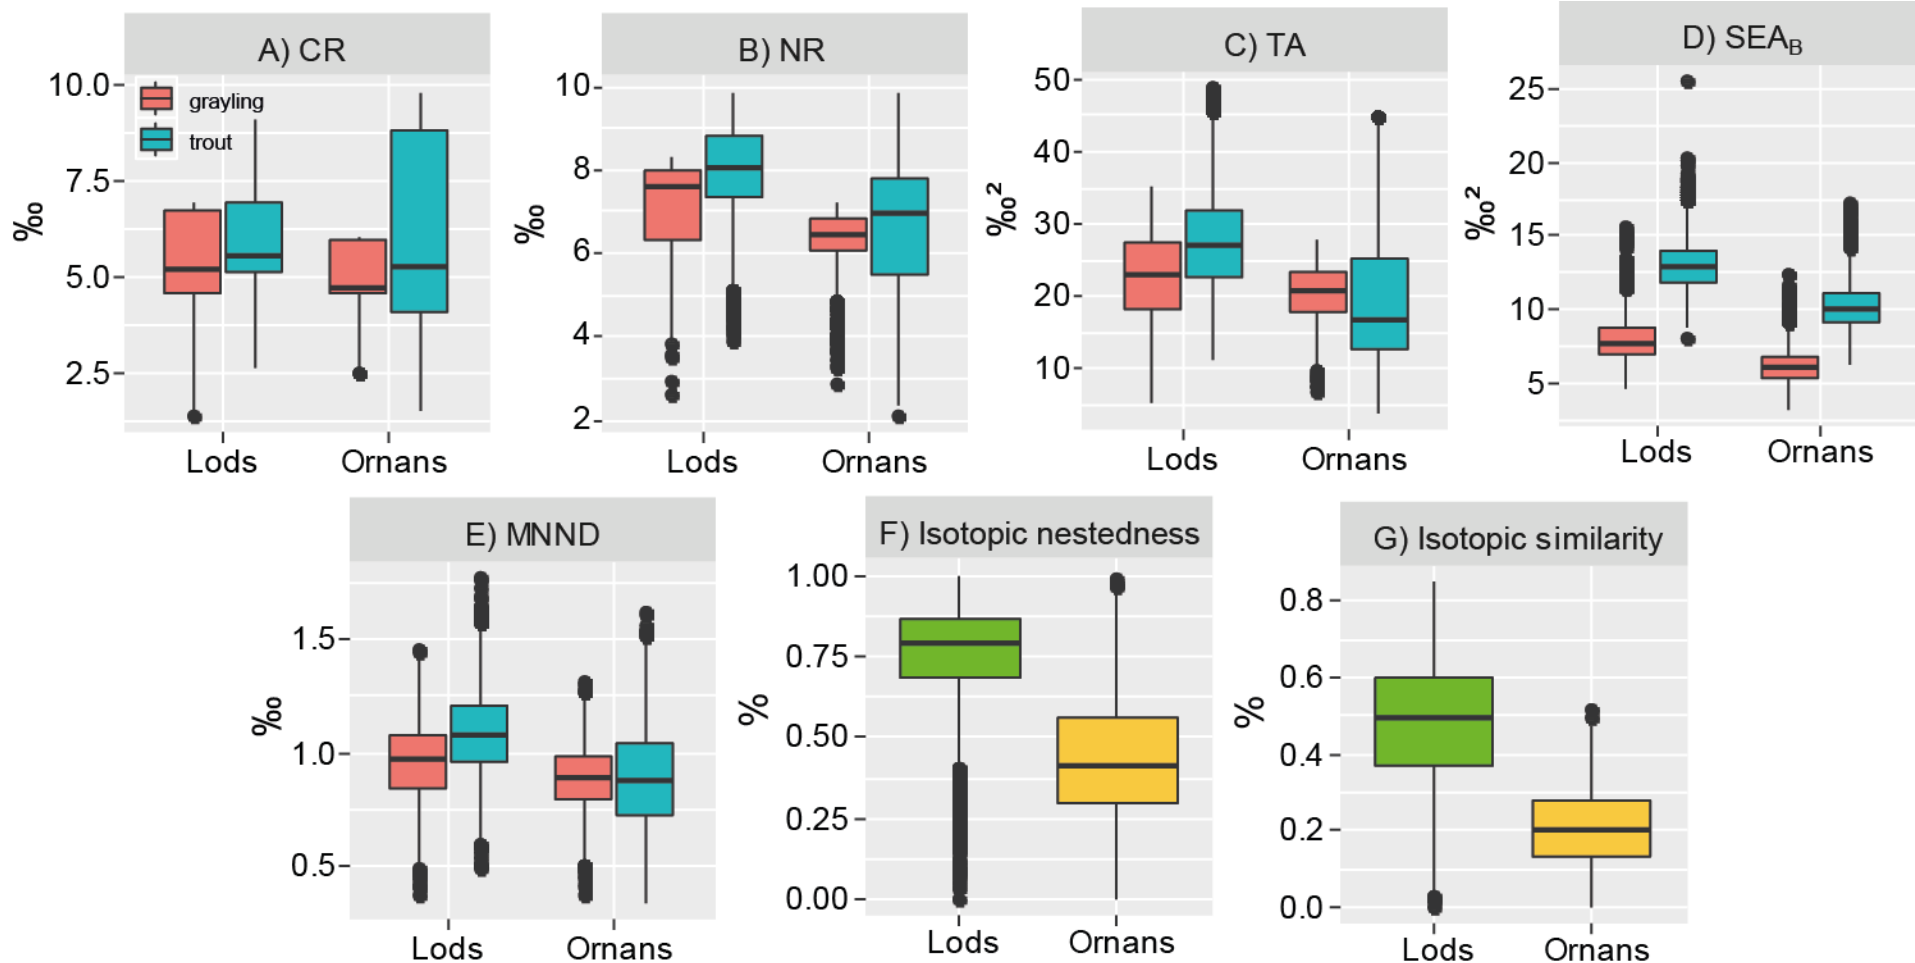 A) CR
10.0
7.5
5.0
2.5
‰
grayling
trout
Lods
Ornans
B) NR
10
8
6
4
2
‰
Lods
Ornans
C) TA
50
40
30
20
10
‰²
Lods
Ornans
D) SEA_B
25
20
15
10
5
‰²
Lods
Ornans
E) MNND
1.5
1.0
0.5
‰
Lods
Ornans
F) Isotopic nestedness
1.00
0.75
0.50
0.25
0.00
%
Lods
Ornans
G) Isotopic similarity
0.8
0.6
0.4
0.2
0.0
%
Lods
Ornans